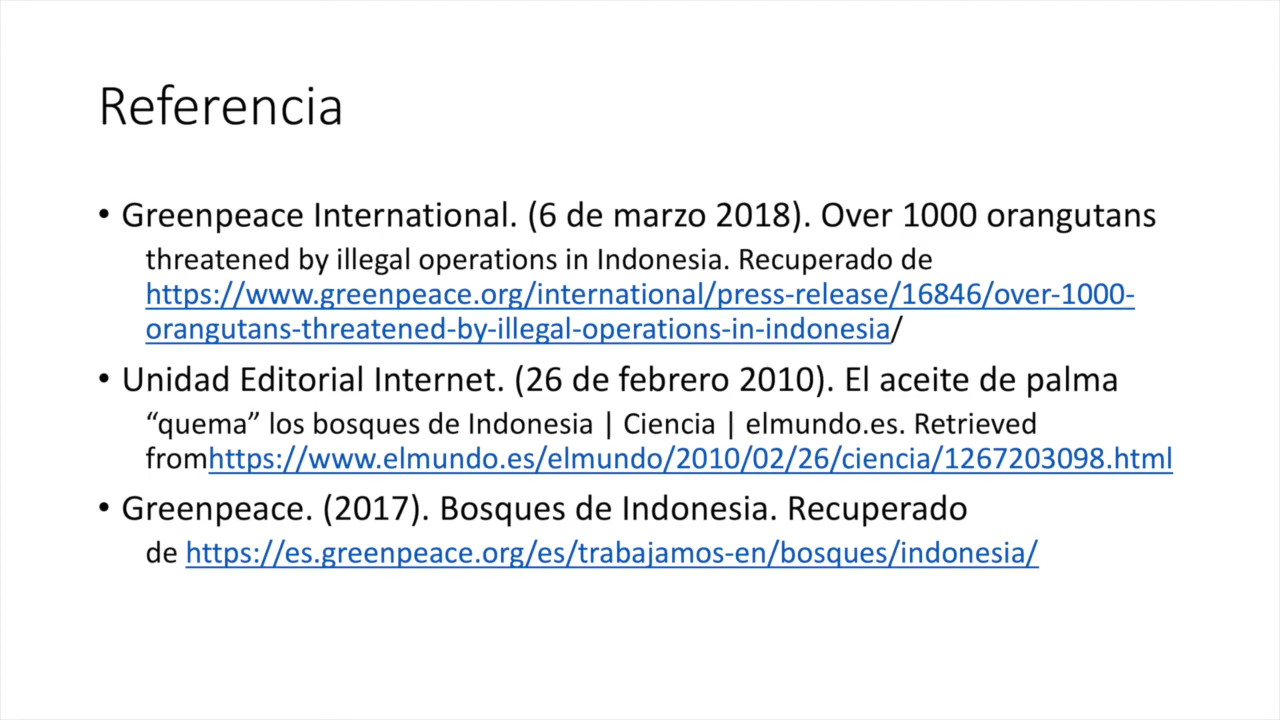 Referencia
• Greenpeace International. (6 de marzo 2018). Over 1000 orangutans
threatened by illegal operations in Indonesia. Recuperado de
https://www.greenpeace.org/international/press-release/16846/over-1000-
orangutans-threatened-by-illegal-operations-in-indonesia/
• Unidad Editorial Internet. (26 de febrero 2010). El aceite de palma
“quema” los bosques de Indonesia | Ciencia | elmundo.es. Retrieved
fromhttps://www.elmundo.es/elmundo/2010/02/26/ciencia/1267203098.html
• Greenpeace. (2017). Bosques de Indonesia. Recuperado
de https://es.greenpeace.org/es/trabajamos-en/bosques/indonesia/